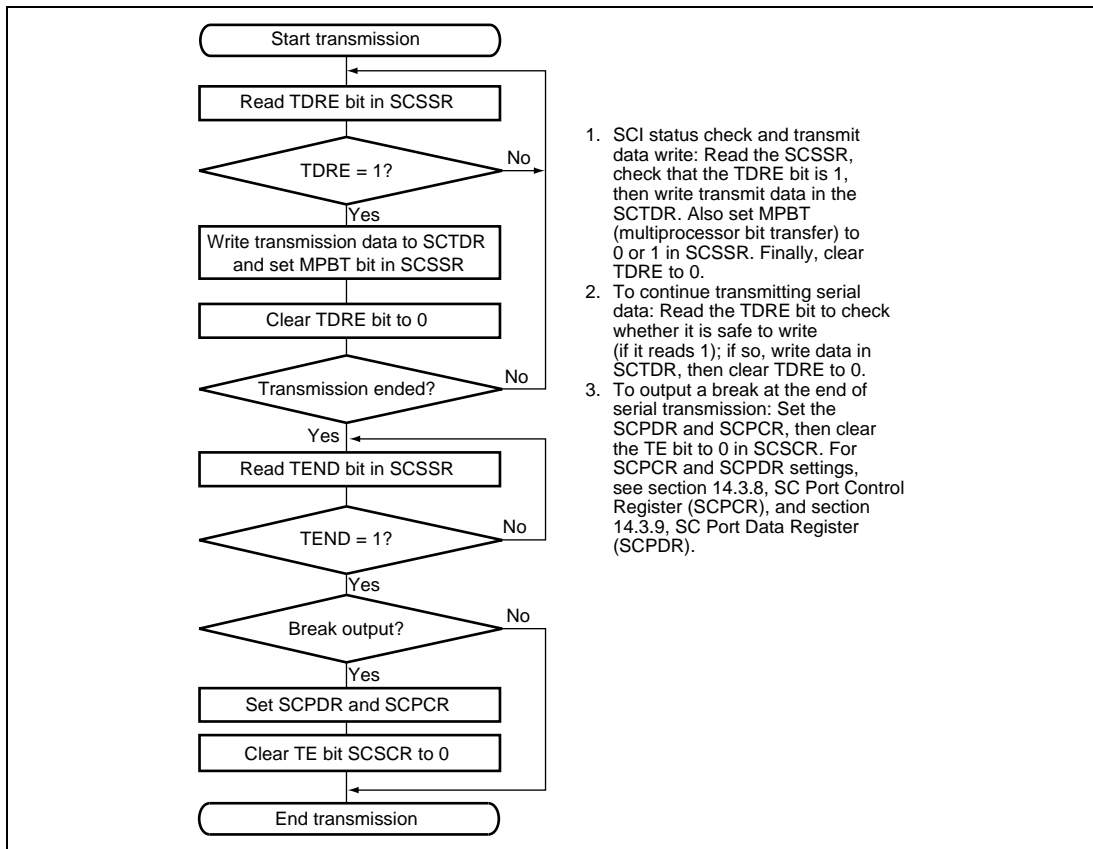 Start transmission
Read TDRE bit in SCSSR
TDRE = 1?
No
Yes
Write transmission data to SCTDR
and set MPBT bit in SCSSR
Clear TDRE bit to 0
Transmission ended?
No
Yes
Read TEND bit in SCSSR
TEND = 1?
No
Yes
Break output?
No
Yes
Set SCPDR and SCPCR
Clear TE bit SCSCR to 0
End transmission
1. SCI status check and transmit
data write: Read the SCSSR,
check that the TDRE bit is 1,
then write transmit data in the
SCTDR. Also set MPBT
(multiprocessor bit transfer) to
0 or 1 in SCSSR. Finally, clear
TDRE to 0.
2. To continue transmitting serial
data: Read the TDRE bit to check
whether it is safe to write
(if it reads 1); if so, write data in
SCTDR, then clear TDRE to 0.
3. To output a break at the end of
serial transmission: Set the
SCPDR and SCPCR, then clear
the TE bit to 0 in SCSCR. For
SCPCR and SCPDR settings,
see section 14.3.8, SC Port Control
Register (SCPCR), and section
14.3.9, SC Port Data Register
(SCPDR).